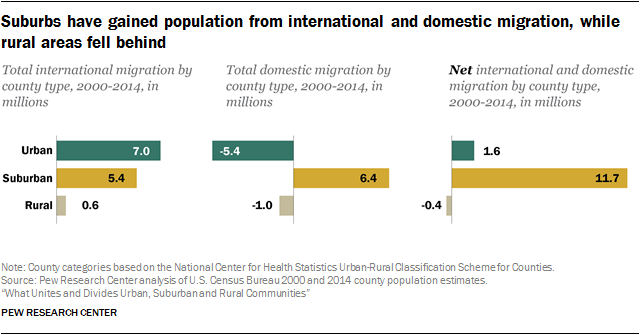 Suburbs have gained population from international and domestic migration, while
rural areas fell behind
Total international migration by
county type, 2000-2014, in
millions
Total domestic migration by
county type, 2000-2014, in
millions
Net international and domestic
migration by county type,
2000-2014, in millions
Urban 7.0 -5.4 1.6
Suburban 5.4 6.4 11.7
Rural 0.6 -1.0 -0.4
Note: County categories based on the National Center for Health Statistics Urban-Rural Classification Scheme for Counties.
Source: Pew Research Center analysis of U.S. Census Bureau 2000 and 2014 county population estimates.
"What Unites and Divides Urban, Suburban and Rural Communities"
PEW RESEARCH CENTER